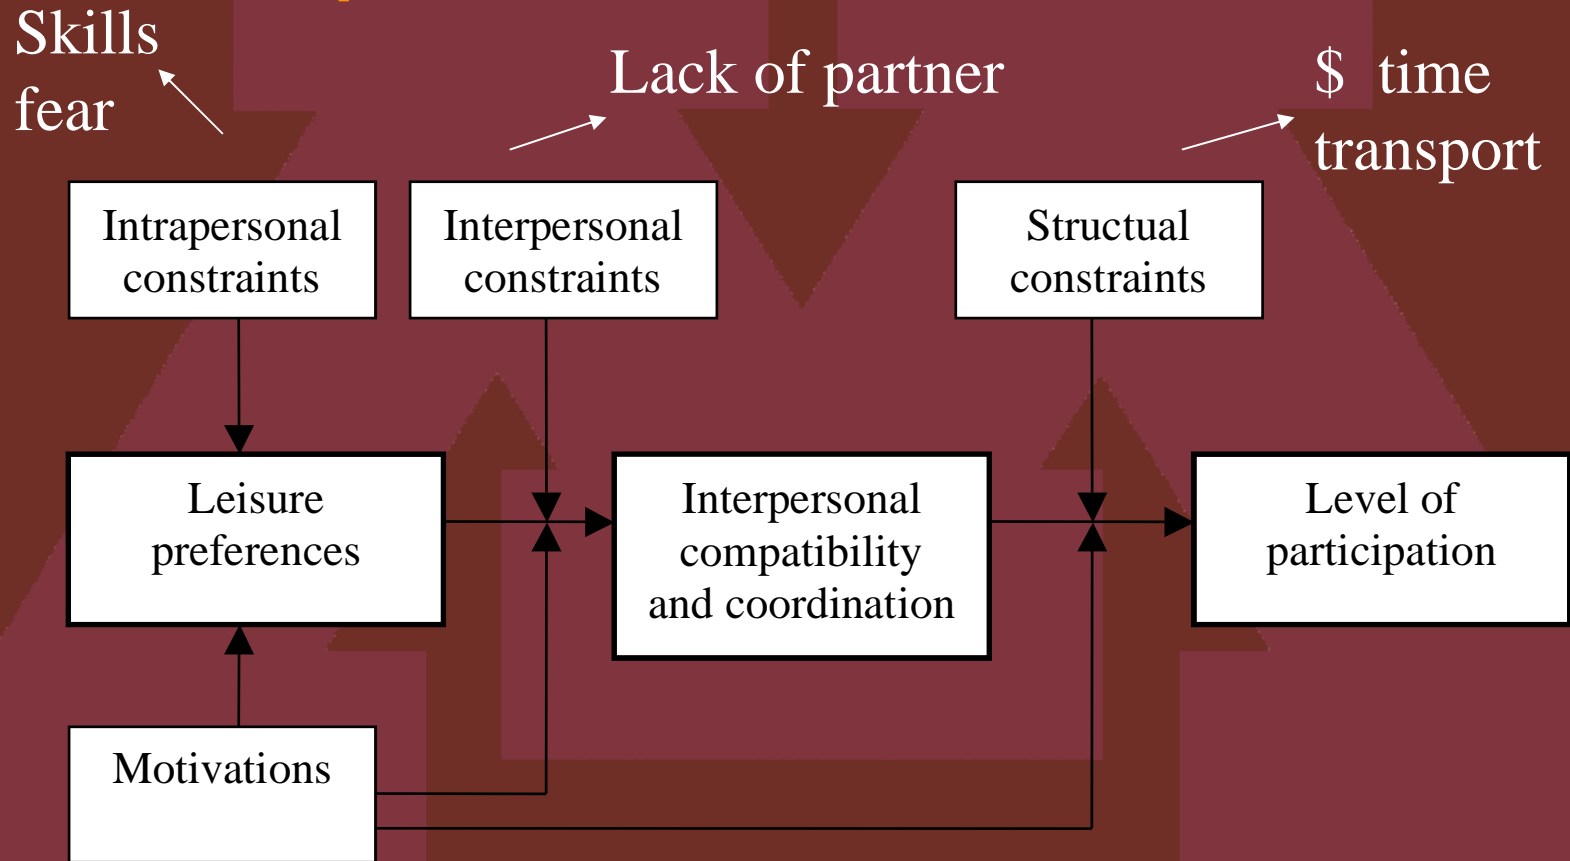 Skills
fear
Lack of partner
$ time
transport
Intrapersonal
constraints
Interpersonal
constraints
Structual
constraints
Leisure
preferences
Interpersonal
compatibility
and coordination
Level of
participation
Motivations